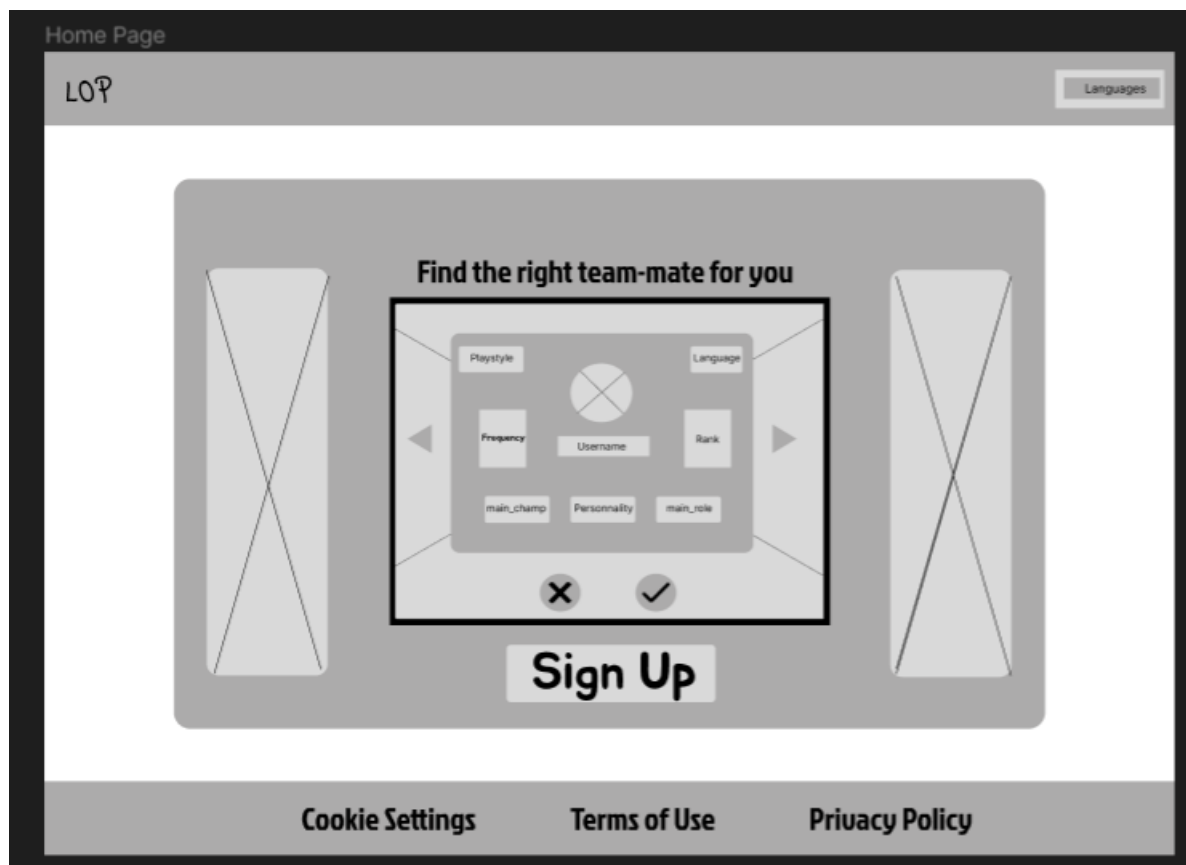 Home Page
LOP
Languages
Find the right team-mate for you
Playstyle
Language
Frequency
Username
Rank
main_champ
Personnality
main_role
Sign Up
Cookie Settings
Terms of Use
Privacy Policy